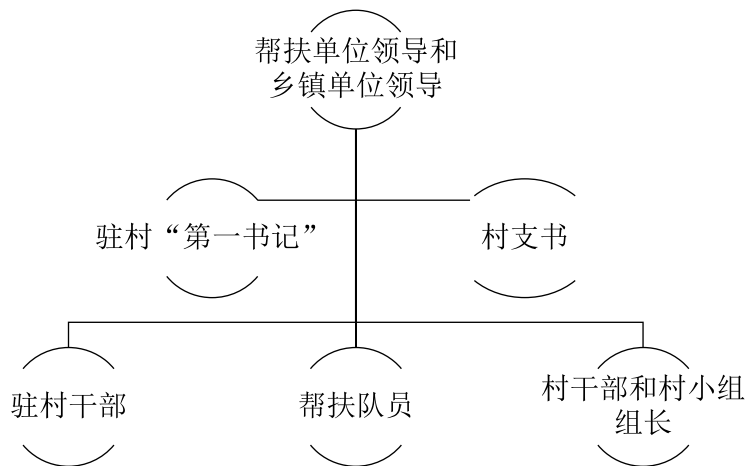 帮扶单位领导和
乡镇单位领导
驻村“第一书记”
村支书
驻村干部
帮扶队员
村干部和村小组
组长